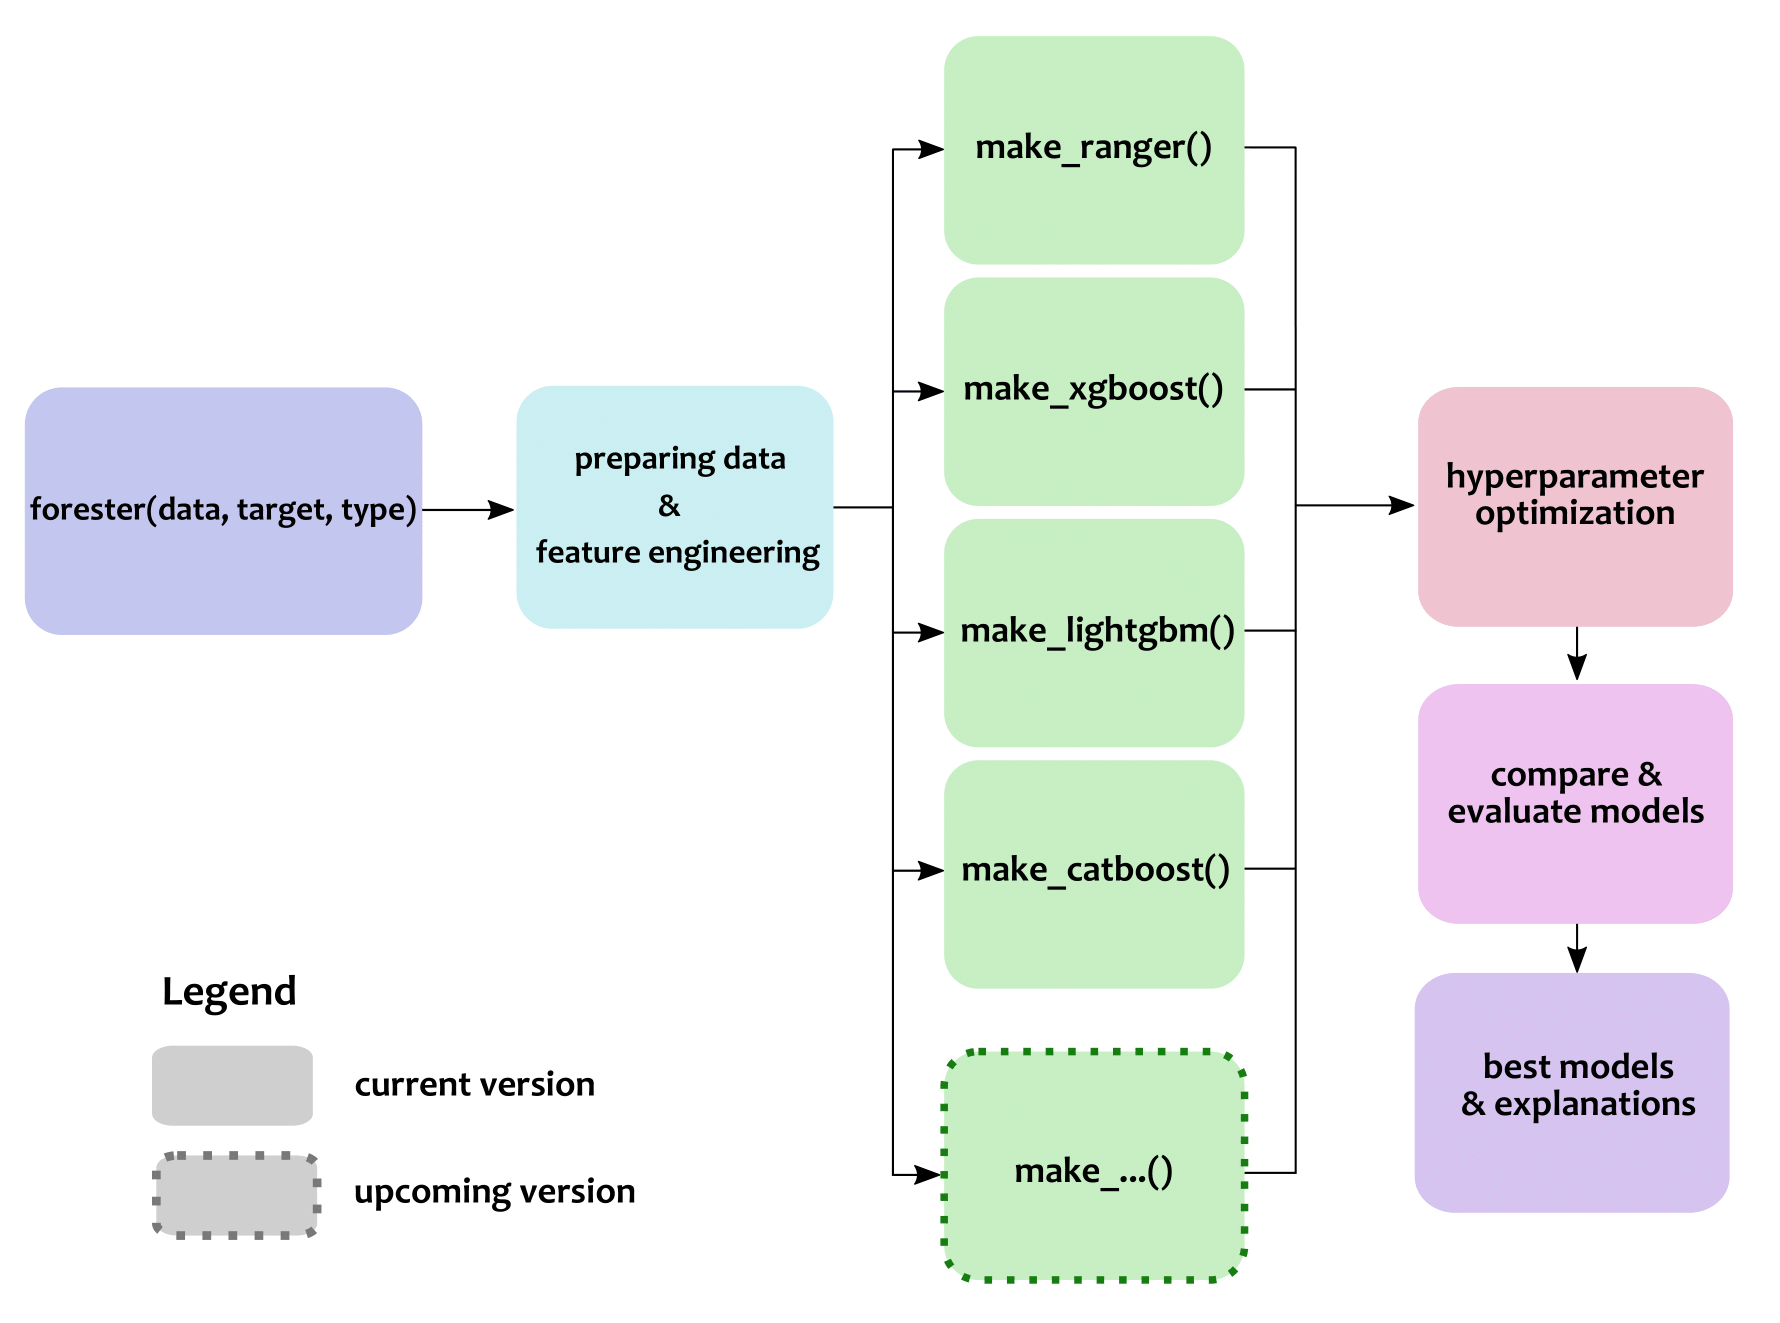 forester(data, target, type)
preparing data
&
feature engineering
make_ranger()
make_xgboost()
make_lightgbm()
make_catboost()
make_...()
hyperparameter
optimization
compare &
evaluate models
best models
& explanations
Legend
current version
upcoming version